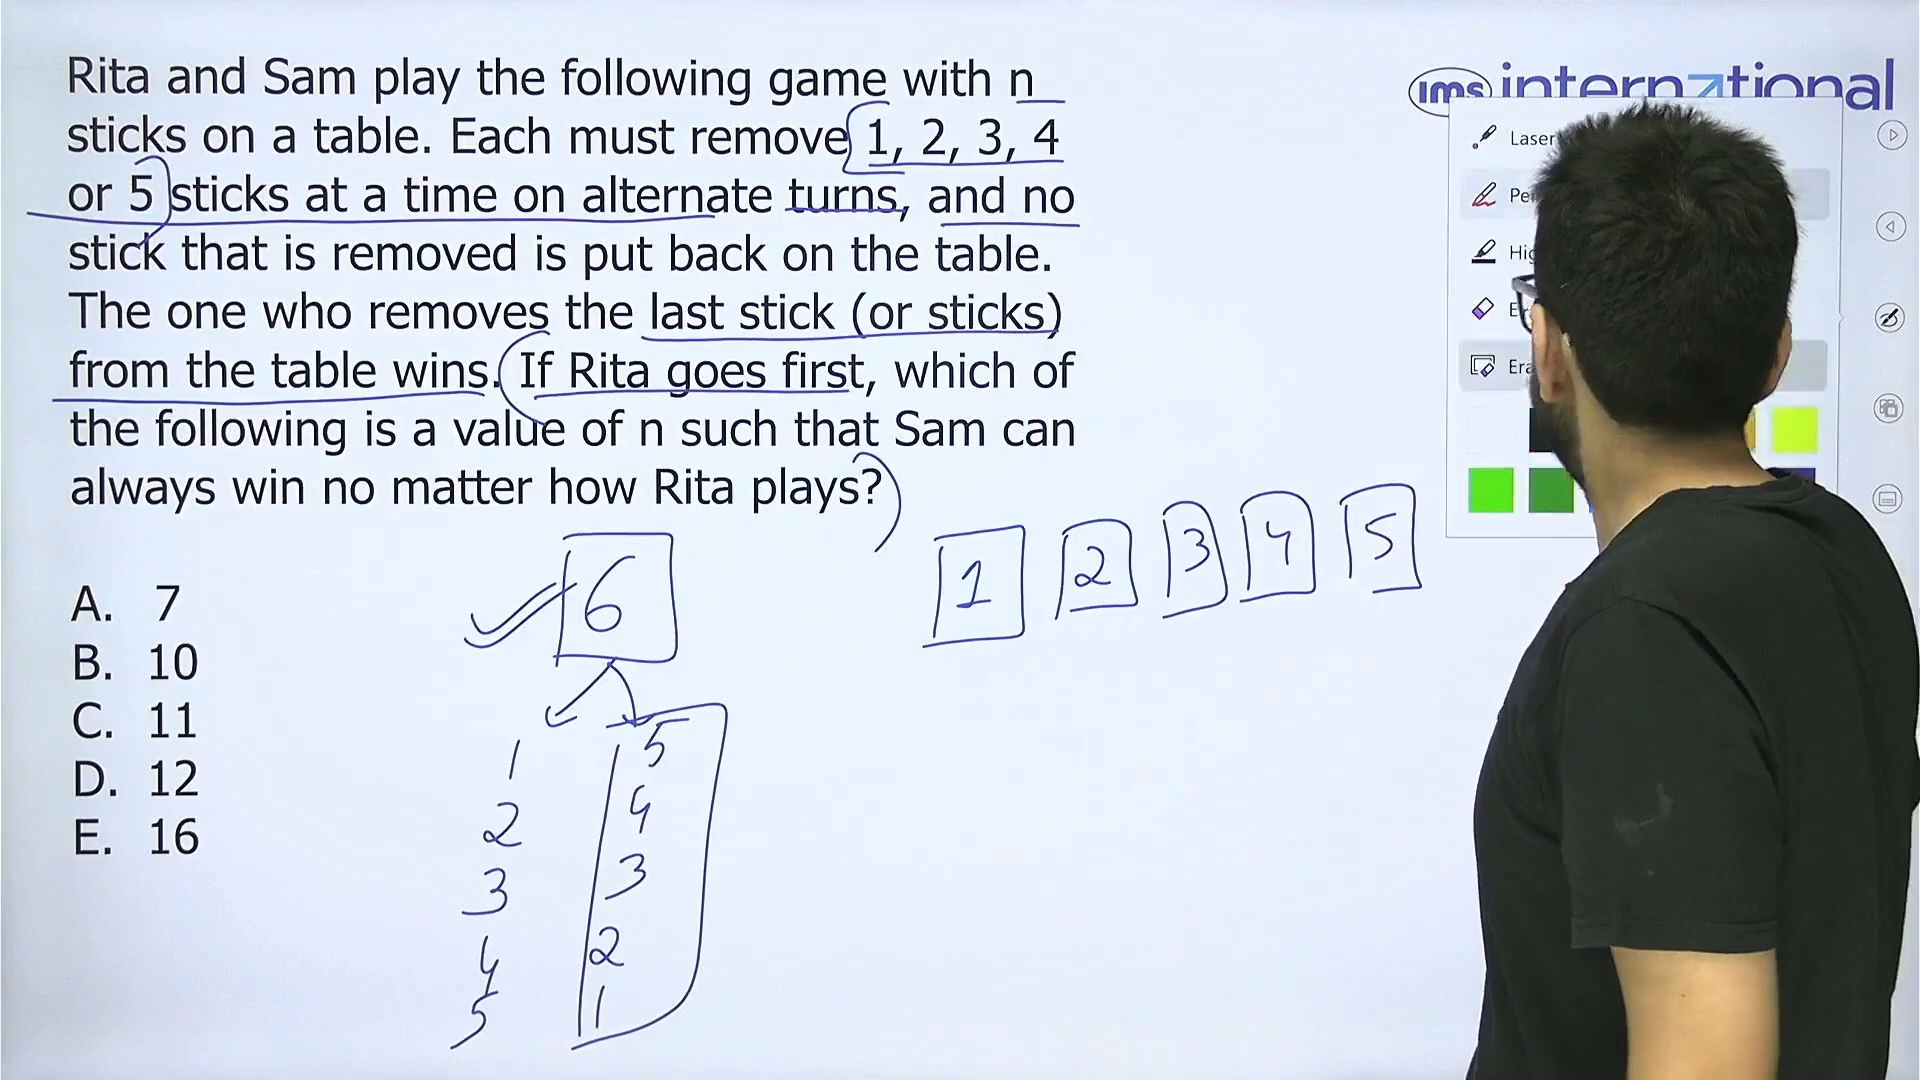 Rita and Sam play the following game with n
sticks on a table. Each must remove 1, 2, 3, 4
or 5 sticks at a time on alternate turns, and no
stick that is removed is put back on the table.
The one who removes the last stick (or sticks)
from the table wins. If Rita goes first, which of
the following is a value of n such that Sam can
always win no matter how Rita plays?
A. 7
B. 10
C. 11
D. 12
E. 16
6
1 5
2 4
3 3
4 2
5 1
1 2 3 4 5
ims international
Laser